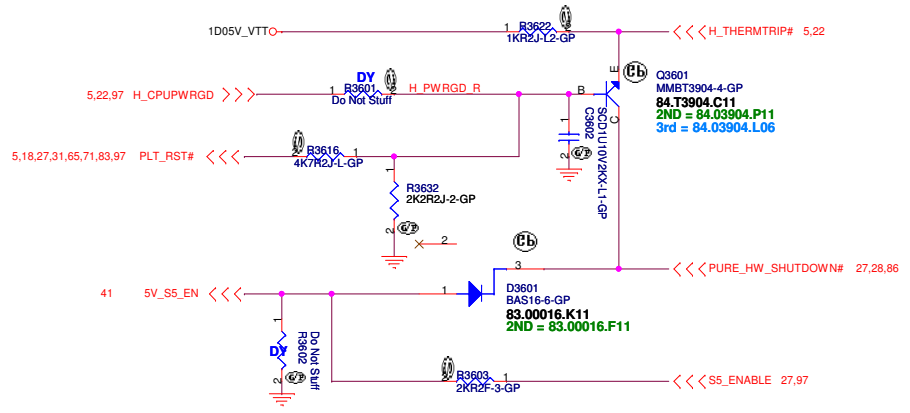 1D05V_VTT
1
R3622
2
1KR2J-L2-GP
H_THERMTRIP# 5,22
E
Q3601
MMBT3904-4-GP
84.T3904.C11
2ND = 84.03904.P11
3rd = 84.03904.L06
B
C
DY
5,22,97 H_CPUPWRGD
1
R3601
2
Do Not Stuff
H_PWRGD_R
1
C3602
SCD1U10V2KX-L1-GP
2
5,18,27,31,65,71,83,97 PLT_RST#
2
R3616
1
4K7R2J-L-GP
1
R3632
2K2R2J-2-GP
2
2
3
PURE_HW_SHUTDOWN# 27,28,86
41 5V_S5_EN
1
D3601
BAS16-6-GP
83.00016.K11
2ND = 83.00016.F11
1
DY
R3602
Do Not Stuff
2
2
R3603
1
2KR2F-3-GP
S5_ENABLE 27,97